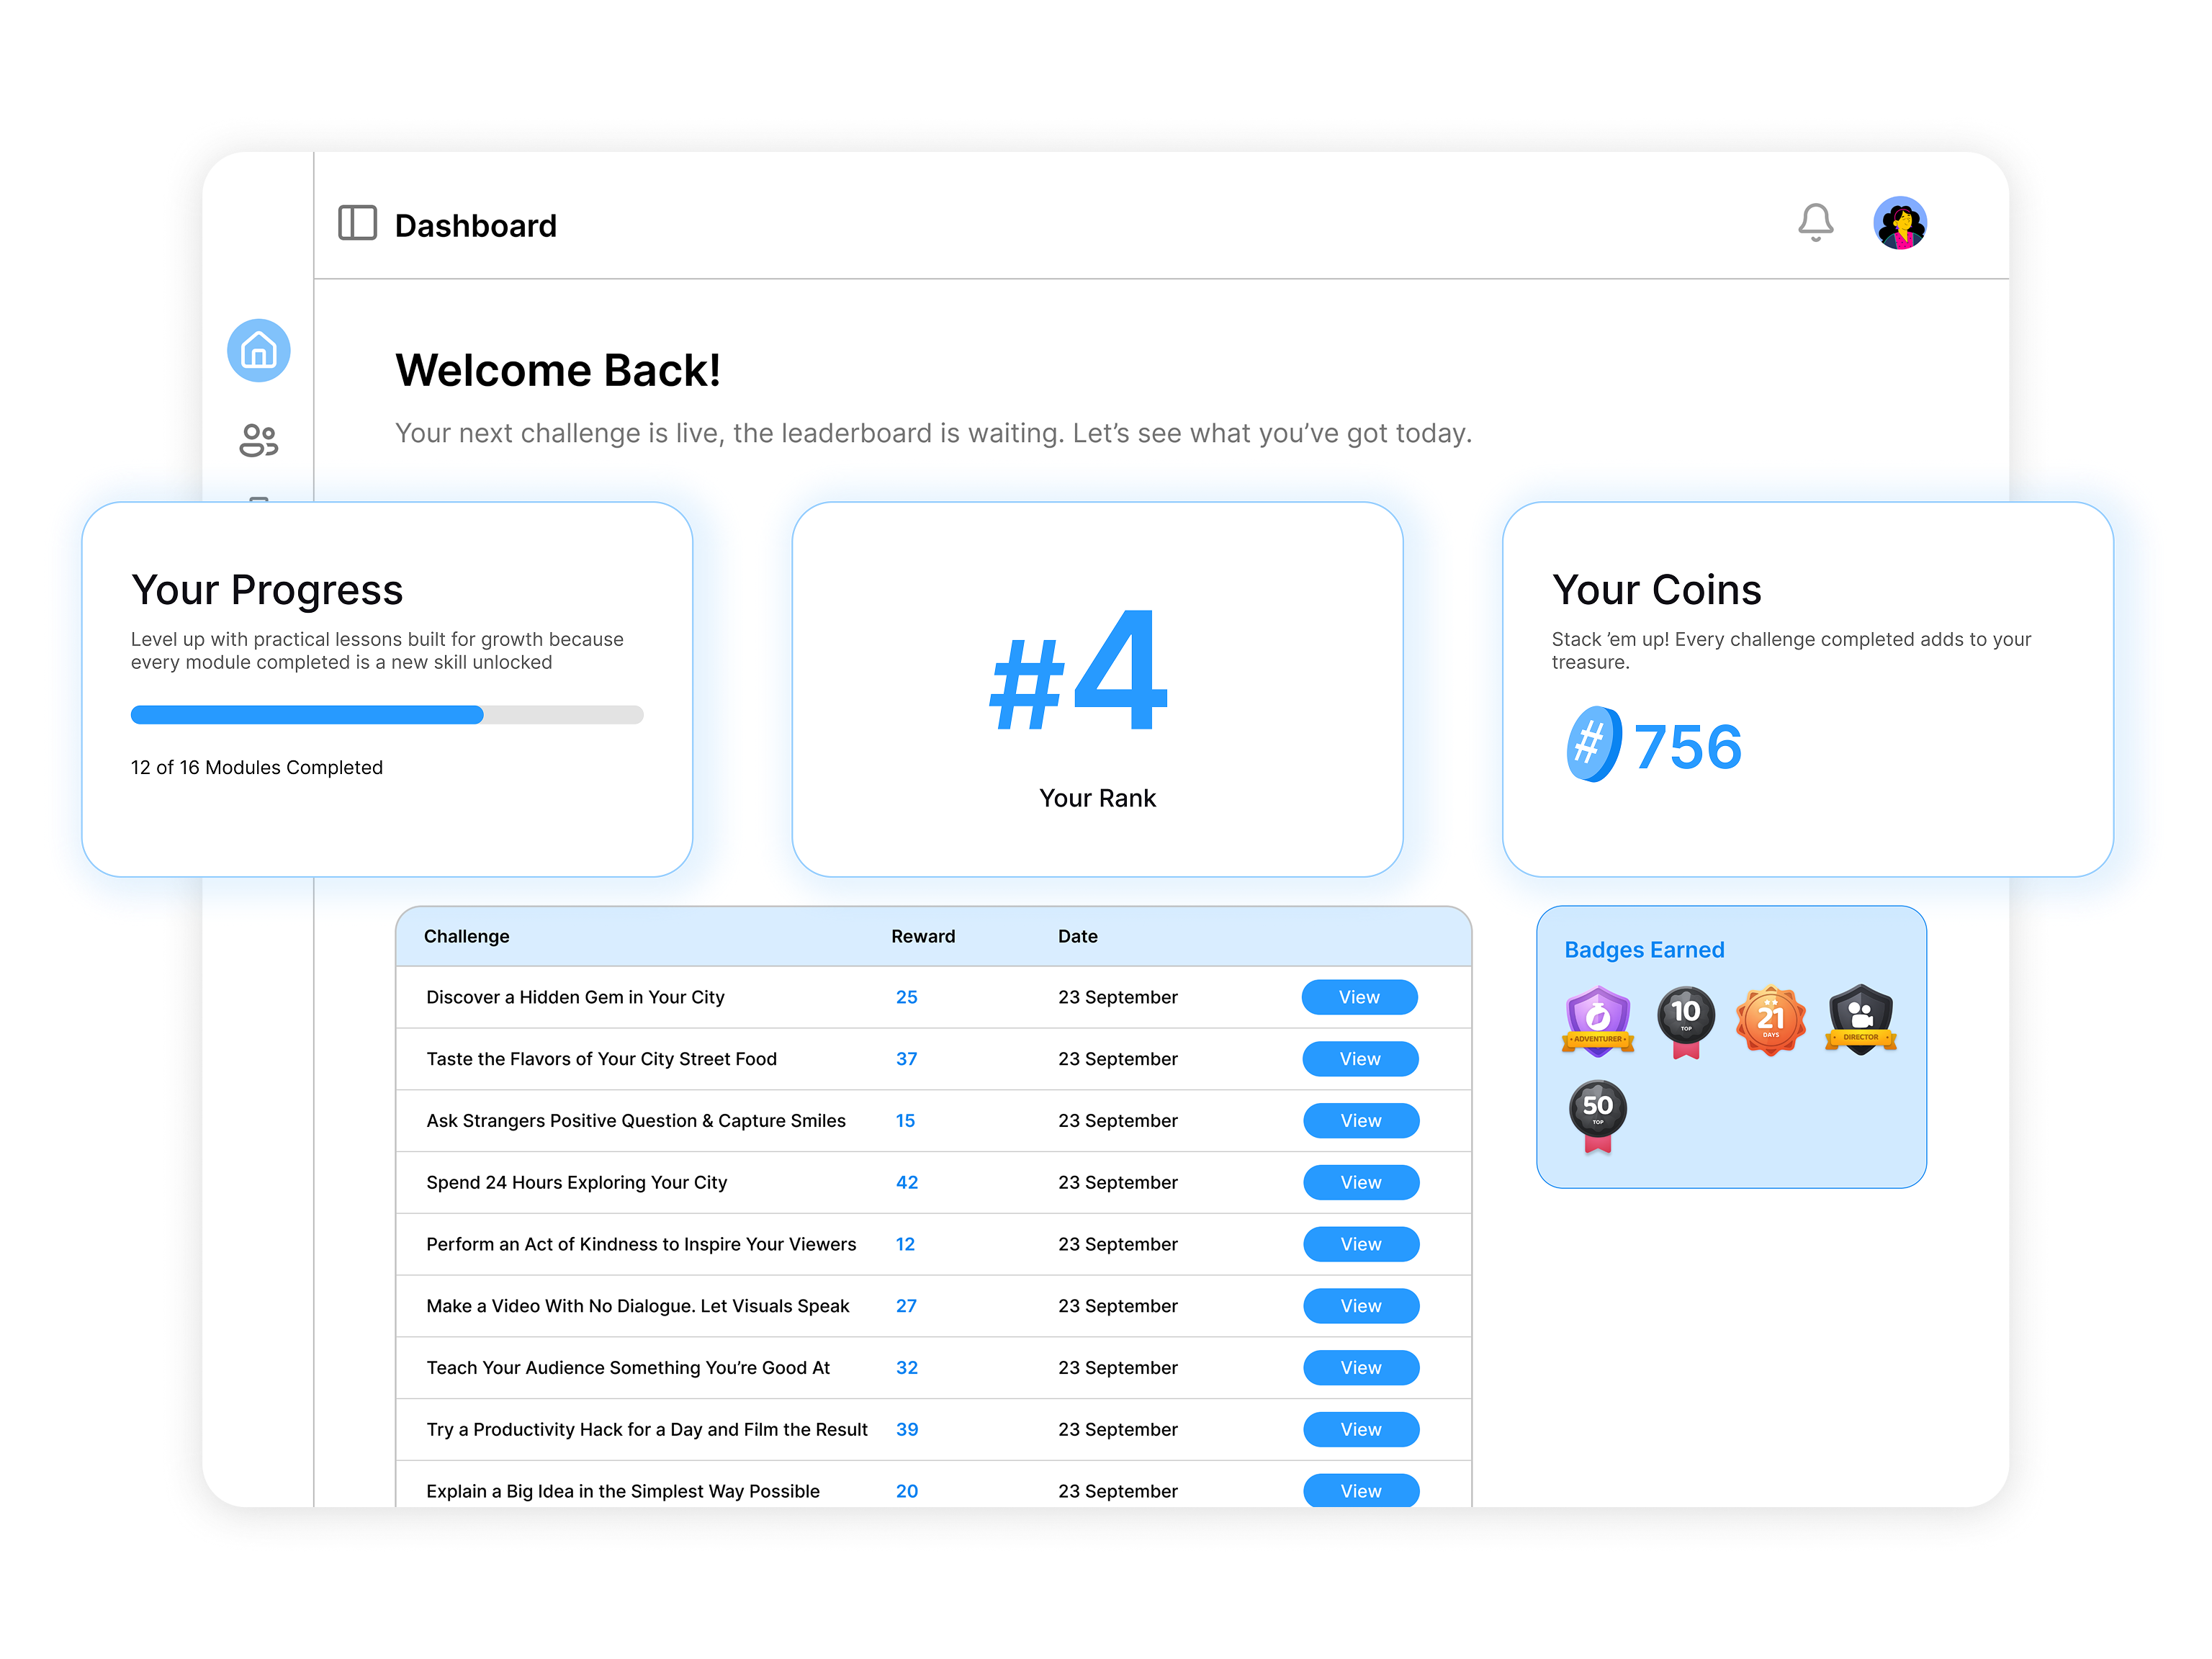 Dashboard
Welcome Back!
Your next challenge is live, the leaderboard is waiting. Let’s see what you’ve got today.
Your Progress
Level up with practical lessons built for growth because
every module completed is a new skill unlocked
12 of 16 Modules Completed
#4
Your Rank
Your Coins
Stack ’em up! Every challenge completed adds to your
treasure.
# 756
Challenge Reward Date
Discover a Hidden Gem in Your City 25 23 September View
Taste the Flavors of Your City Street Food 37 23 September View
Ask Strangers Positive Question & Capture Smiles 15 23 September View
Spend 24 Hours Exploring Your City 42 23 September View
Perform an Act of Kindness to Inspire Your Viewers 12 23 September View
Make a Video With No Dialogue. Let Visuals Speak 27 23 September View
Teach Your Audience Something You’re Good At 32 23 September View
Try a Productivity Hack for a Day and Film the Result 39 23 September View
Explain a Big Idea in the Simplest Way Possible 20 23 September View
Badges Earned
ADVENTURER
10
TOP
21
DAYS
DIRECTOR
50
TOP